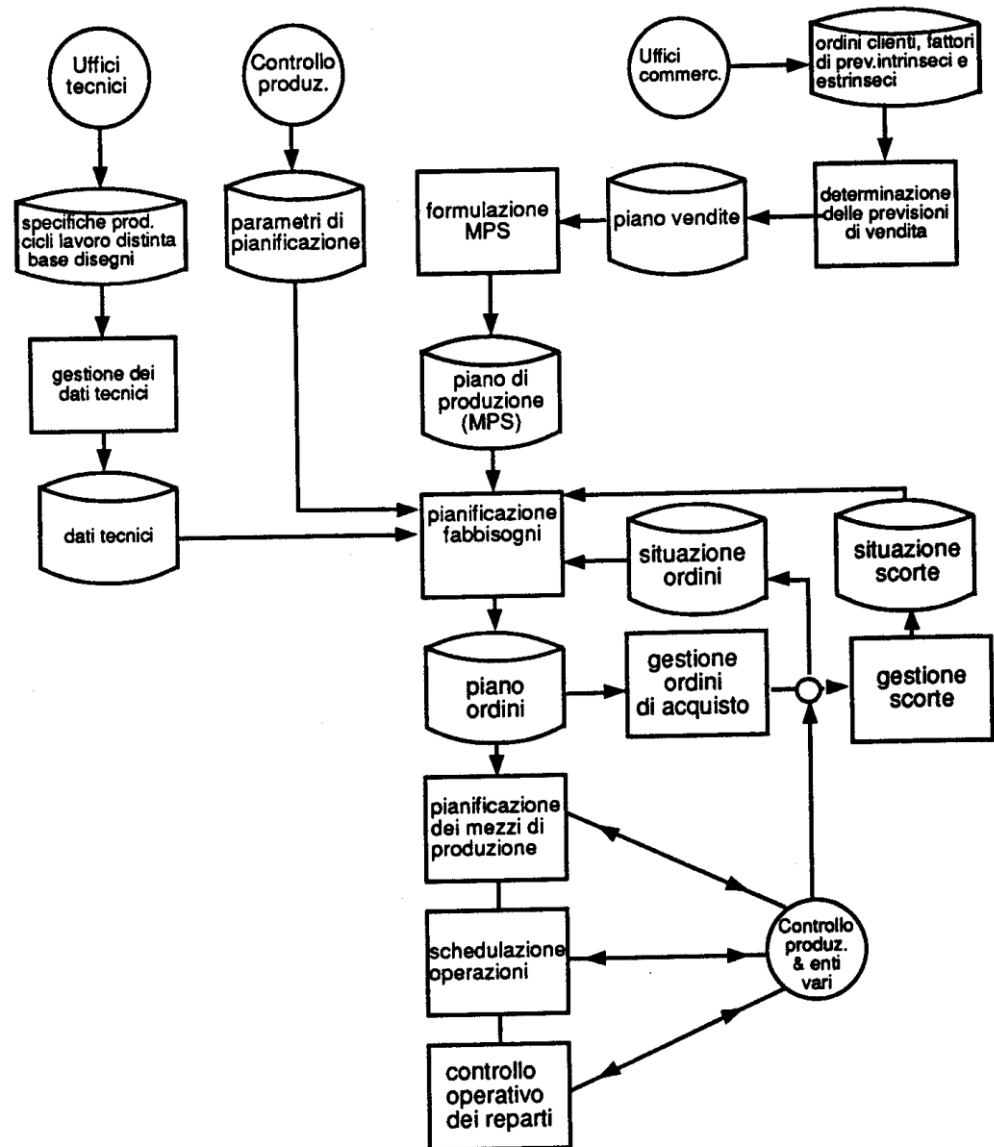 Uffici
tecnici
Controllo
produz.
Uffici
commerc.
ordini clienti, fattori
di prev.intrinseci e
estrinseci
specifiche prod.
cicli lavoro distinta
base disegni
parametri di
pianificazione
formulazione
MPS
piano vendite
determinazione
delle previsioni
di vendita
gestione dei
dati tecnici
piano di
produzione
(MPS)
dati tecnici
pianificazione
fabbisogni
situazione
ordini
situazione
scorte
piano
ordini
gestione
ordini
di acquisto
gestione
scorte
pianificazione
dei mezzi di
produzione
schedulazione
operazioni
Controllo
produz.
& enti
vari
controllo
operativo
dei reparti